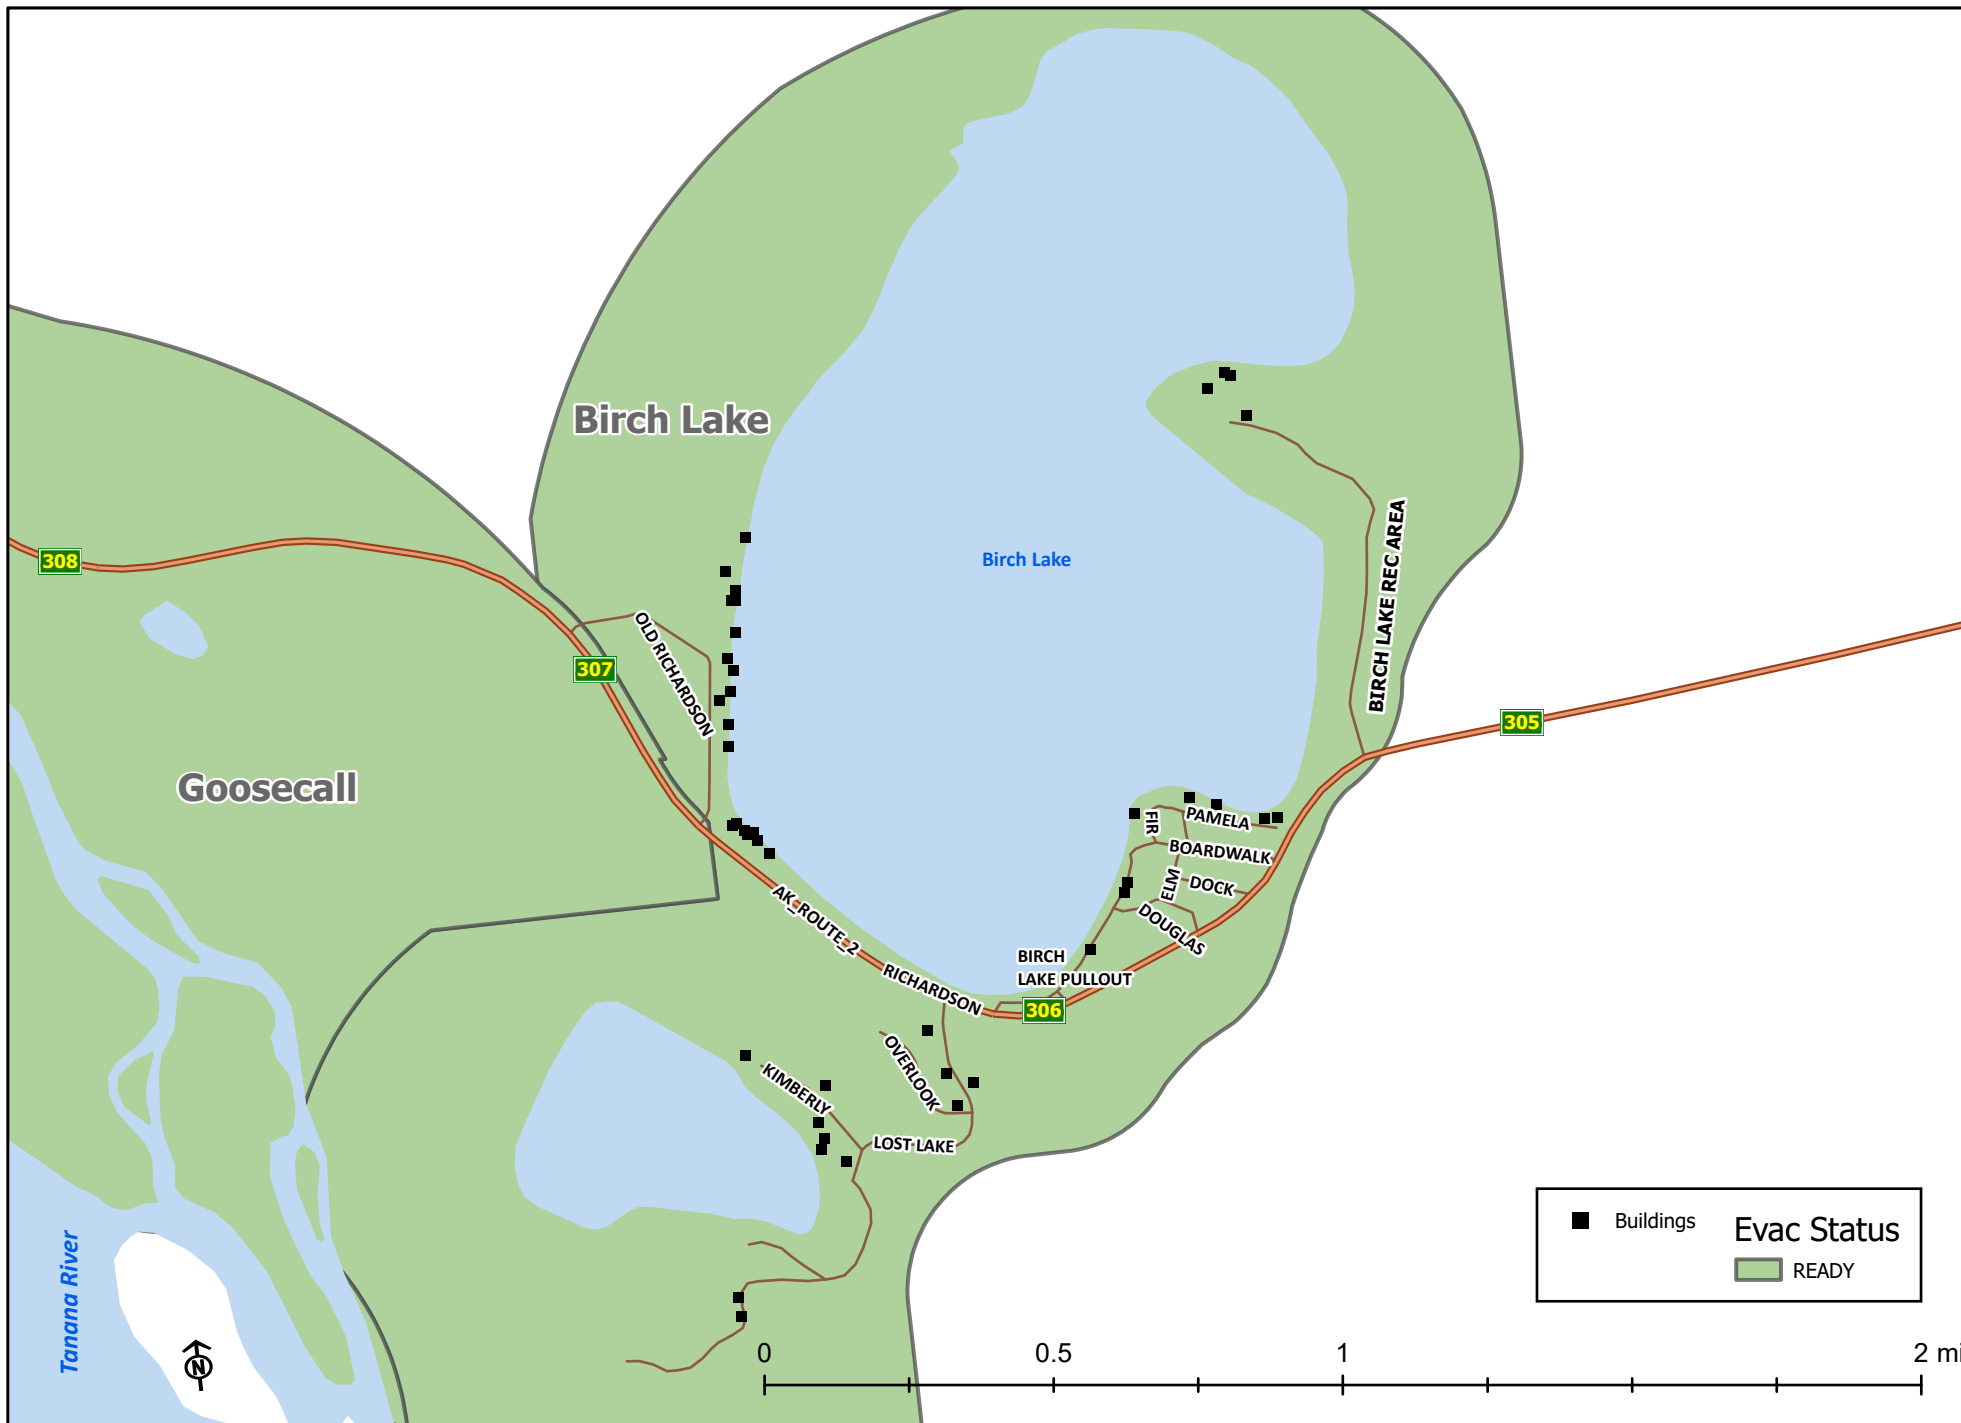 Birch Lake
Birch Lake
308
307
OLD RICHARDSON
BIRCH LAKE REC AREA
305
Goosecall
FIR
PAMELA
BOARDWALK
ELM
DOCK
DOUGLAS
AK_ROUTE_2
RICHARDSON
BIRCH
LAKE PULLOUT
306
OVERLOOK
KIMBERLY
LOST LAKE
Tanana River
N
Buildings
Evac Status
READY
0 0.5 1 2 mi